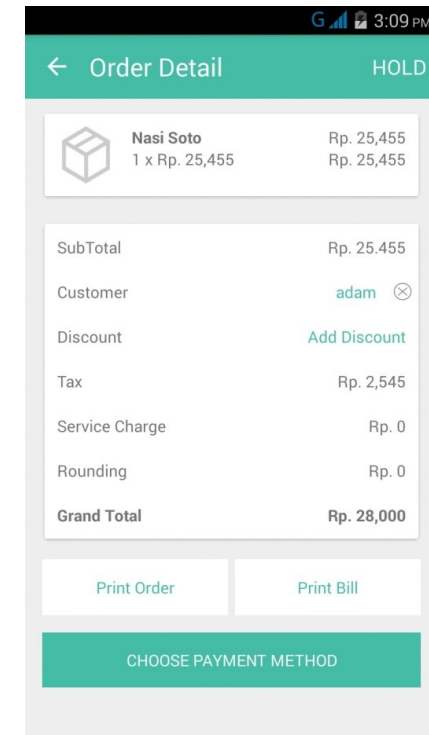 G 3:09 PM
Order Detail HOLD
Nasi Soto Rp. 25,455
1 x Rp. 25,455 Rp. 25,455
SubTotal Rp. 25.455
Customer adam
Discount Add Discount
Tax Rp. 2,545
Service Charge Rp. 0
Rounding Rp. 0
Grand Total Rp. 28,000
Print Order Print Bill
CHOOSE PAYMENT METHOD